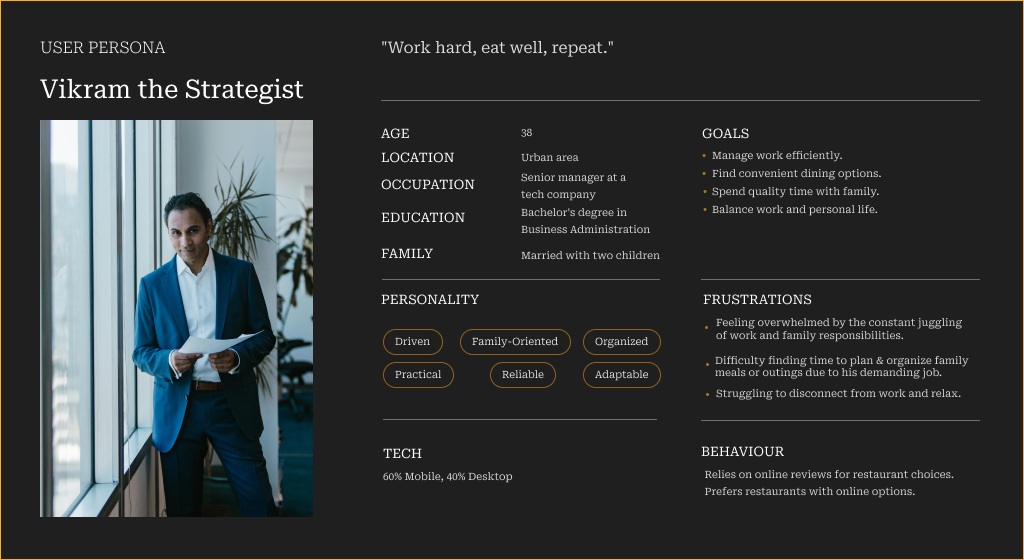 USER PERSONA
Vikram the Strategist
"Work hard, eat well, repeat."
AGE 38
LOCATION Urban area
OCCUPATION Senior manager at a
tech company
EDUCATION Bachelor's degree in
Business Administration
FAMILY Married with two children
GOALS
• Manage work efficiently.
• Find convenient dining options.
• Spend quality time with family.
• Balance work and personal life.
PERSONALITY
Driven Family-Oriented Organized
Practical Reliable Adaptable
FRUSTRATIONS
• Feeling overwhelmed by the constant juggling
of work and family responsibilities.
• Difficulty finding time to plan & organize family
meals or outings due to his demanding job.
• Struggling to disconnect from work and relax.
TECH
60% Mobile, 40% Desktop
BEHAVIOUR
Relies on online reviews for restaurant choices.
Prefers restaurants with online options.